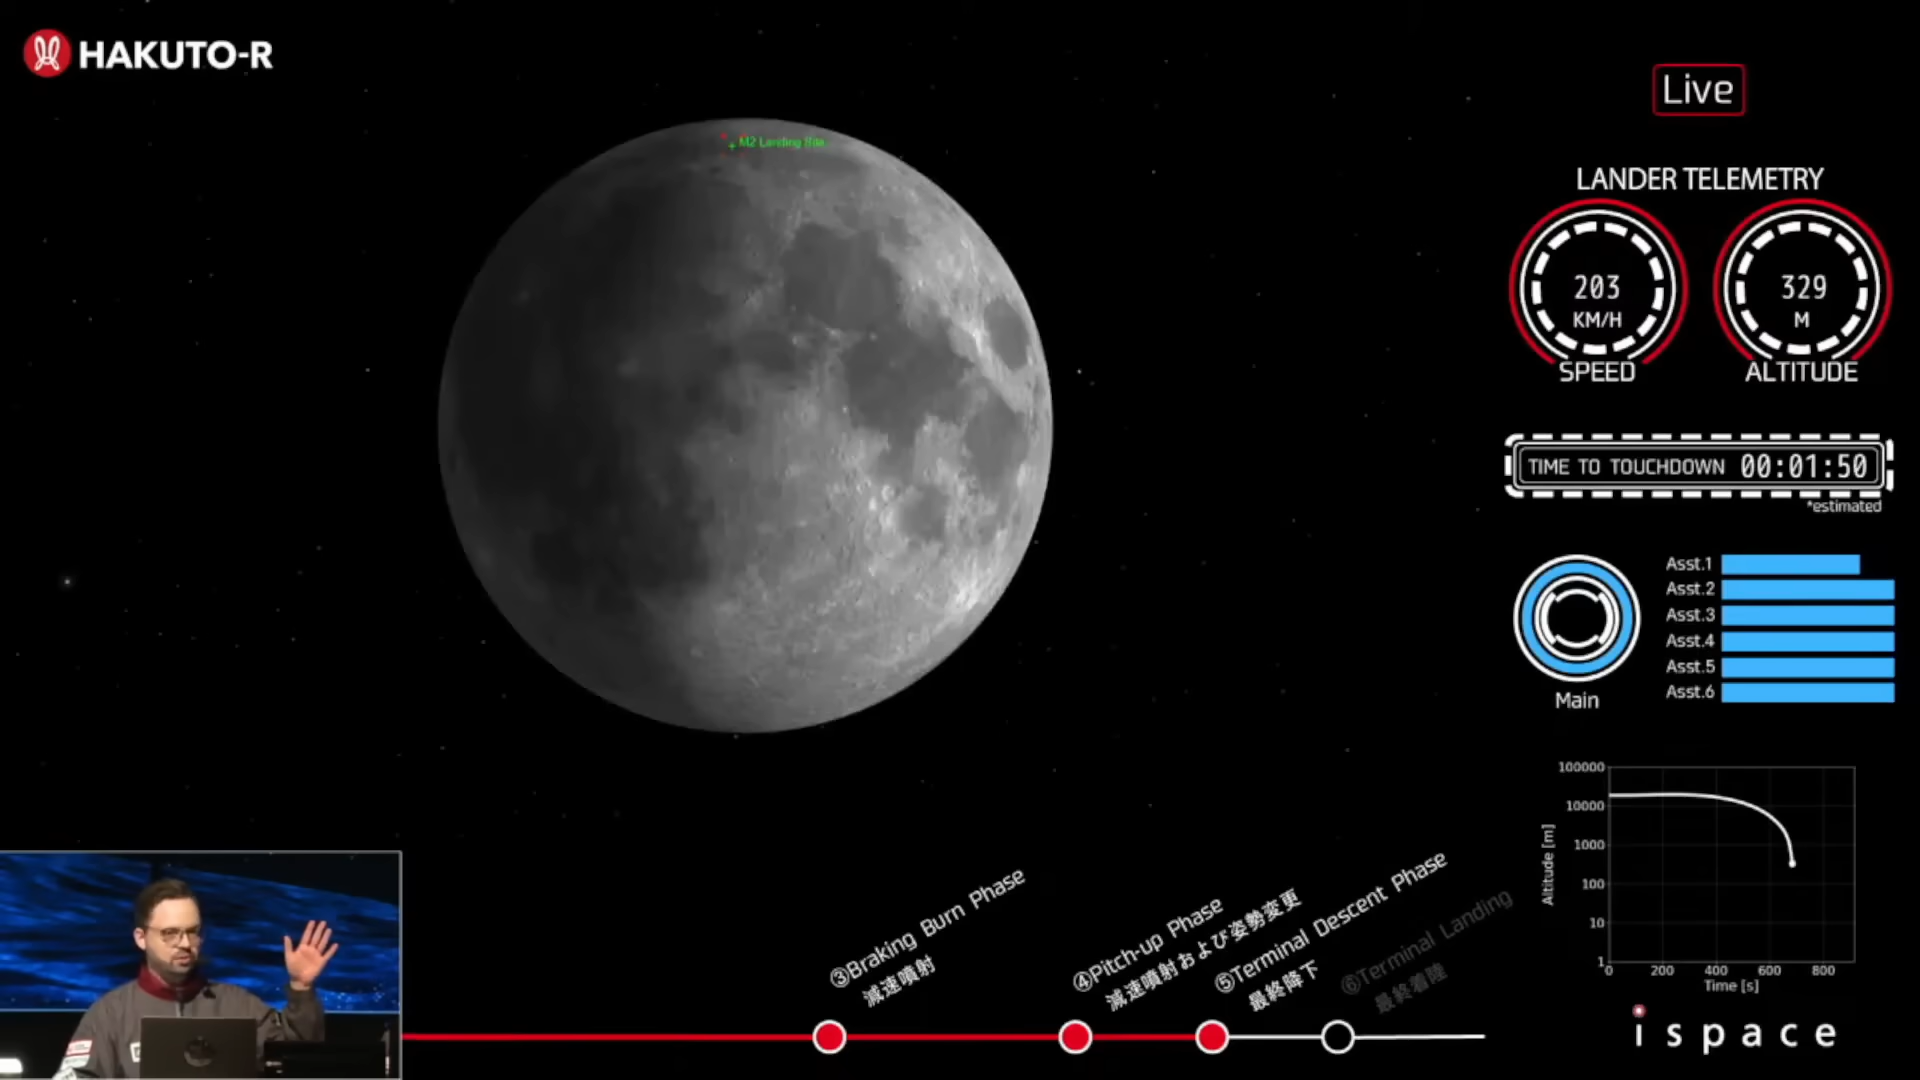 HAKUTO-R
Live
M2 Landing Site
LANDER TELEMETRY
203
KM/H
SPEED
329
M
ALTITUDE
TIME TO TOUCHDOWN 00:01:50
*estimated
Main
Asst.1
Asst.2
Asst.3
Asst.4
Asst.5
Asst.6
100000
10000
1000
100
10
1
Altitude [m]
0 200 400 600 800
Time [s]
③Braking Burn Phase
減速噴射
④Pitch-up Phase
減速噴射および姿勢変更
⑤Terminal Descent Phase
最終降下
⑥Terminal Landing
最終着陸
ispace